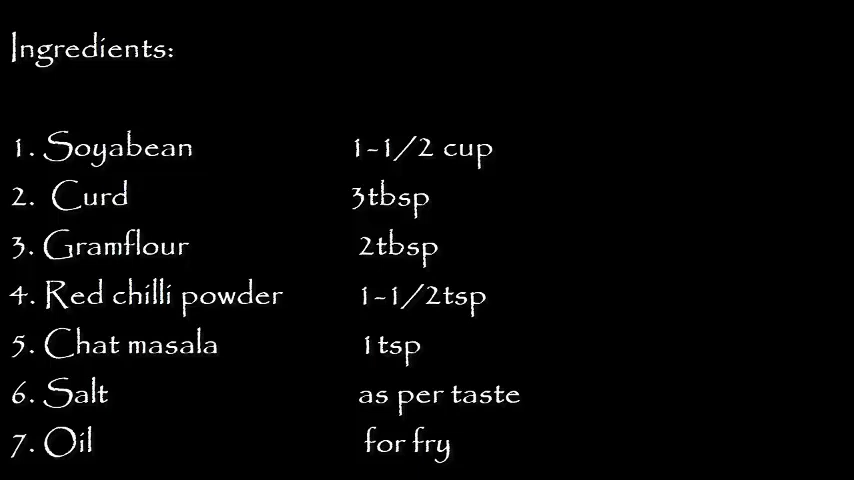 Ingredients:
1. Soyabean 1-1/2 cup
2. Curd 3tbsp
3. Gramflour 2tbsp
4. Red chilli powder 1-1/2tsp
5. Chat masala 1tsp
6. Salt as per taste
7. Oil for fry